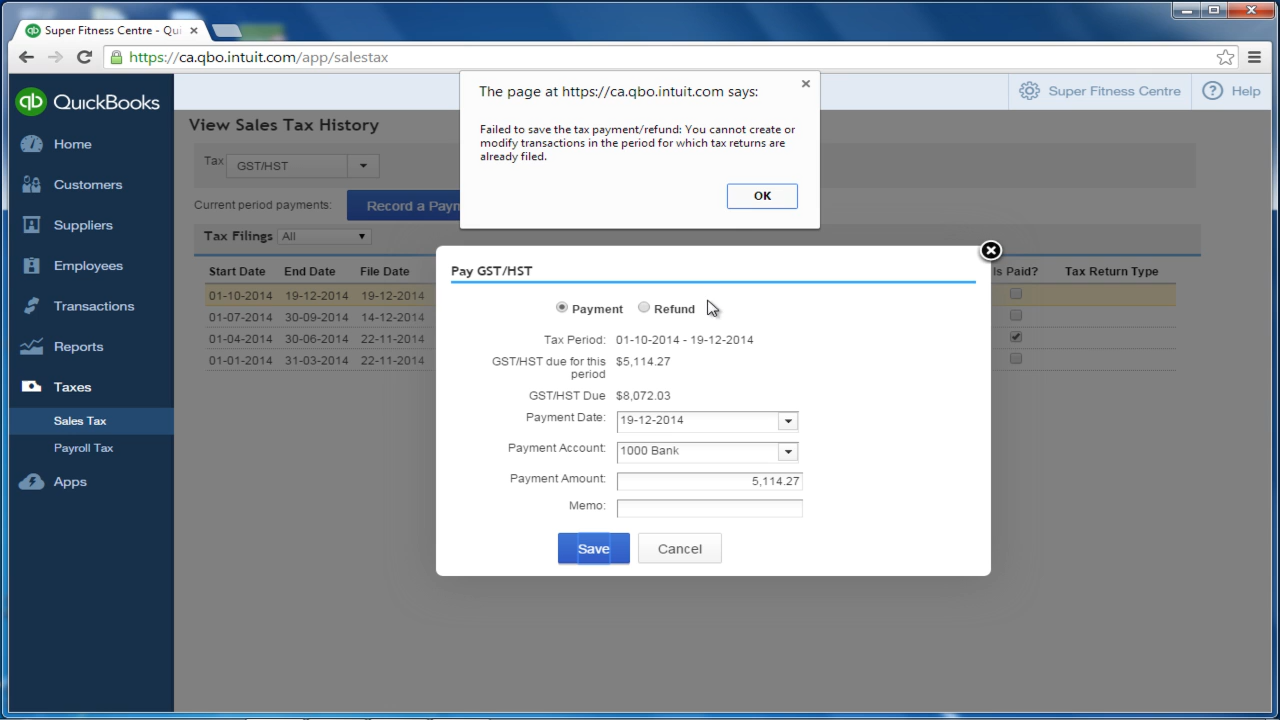 Super Fitness Centre - Qui
https://ca.qbo.intuit.com/app/salestax
QuickBooks
Home
Customers
Suppliers
Employees
Transactions
Reports
Taxes
Sales Tax
Payroll Tax
Apps
Super Fitness Centre
Help
View Sales Tax History
Tax GST/HST
Current period payments: Record a Paym
Tax Filings All
Start Date End Date File Date Is Paid? Tax Return Type
01-10-2014 19-12-2014 19-12-2014
01-07-2014 30-09-2014 14-12-2014
01-04-2014 30-06-2014 22-11-2014
01-01-2014 31-03-2014 22-11-2014
The page at https://ca.qbo.intuit.com says:
Failed to save the tax payment/refund: You cannot create or
modify transactions in the period for which tax returns are
already filed.
OK
Pay GST/HST
Payment Refund
Tax Period: 01-10-2014 - 19-12-2014
GST/HST due for this $5,114.27
period
GST/HST Due $8,072.03
Payment Date: 19-12-2014
Payment Account: 1000 Bank
Payment Amount: 5,114.27
Memo:
Save Cancel